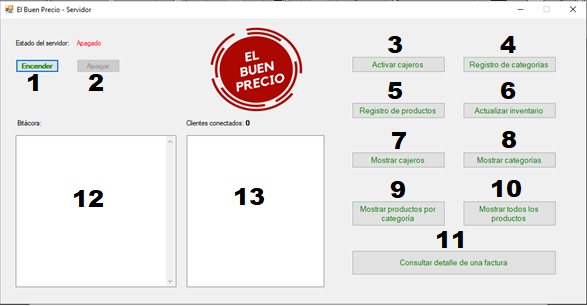 El Buen Precio - Servidor
Estado del servidor: Apagado
Encender
Apagar
1
2
EL
BUEN
PRECIO
3
Activar cajeros
4
Registro de categorías
5
Registro de productos
6
Actualizar inventario
Bitácora:
Clientes conectados: 0
7
Mostrar cajeros
8
Mostrar categorías
12
13
9
Mostrar productos por
categoría
10
Mostrar todos los
productos
11
Consultar detalle de una factura